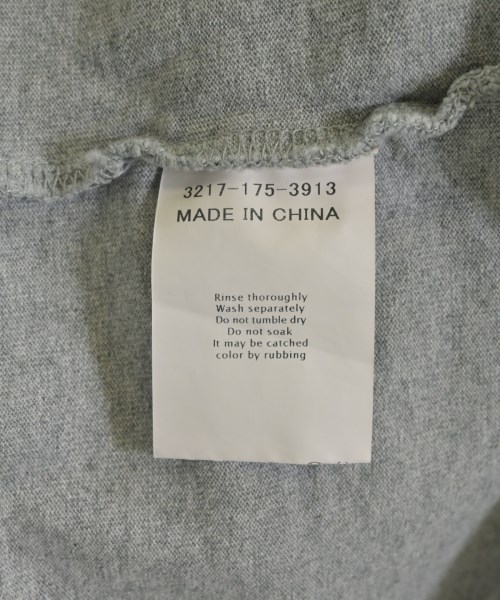 3217-175-3913
MADE IN CHINA
Rinse thoroughly
Wash separately
Do not tumble dry
Do not soak
It may be catched
color by rubbing